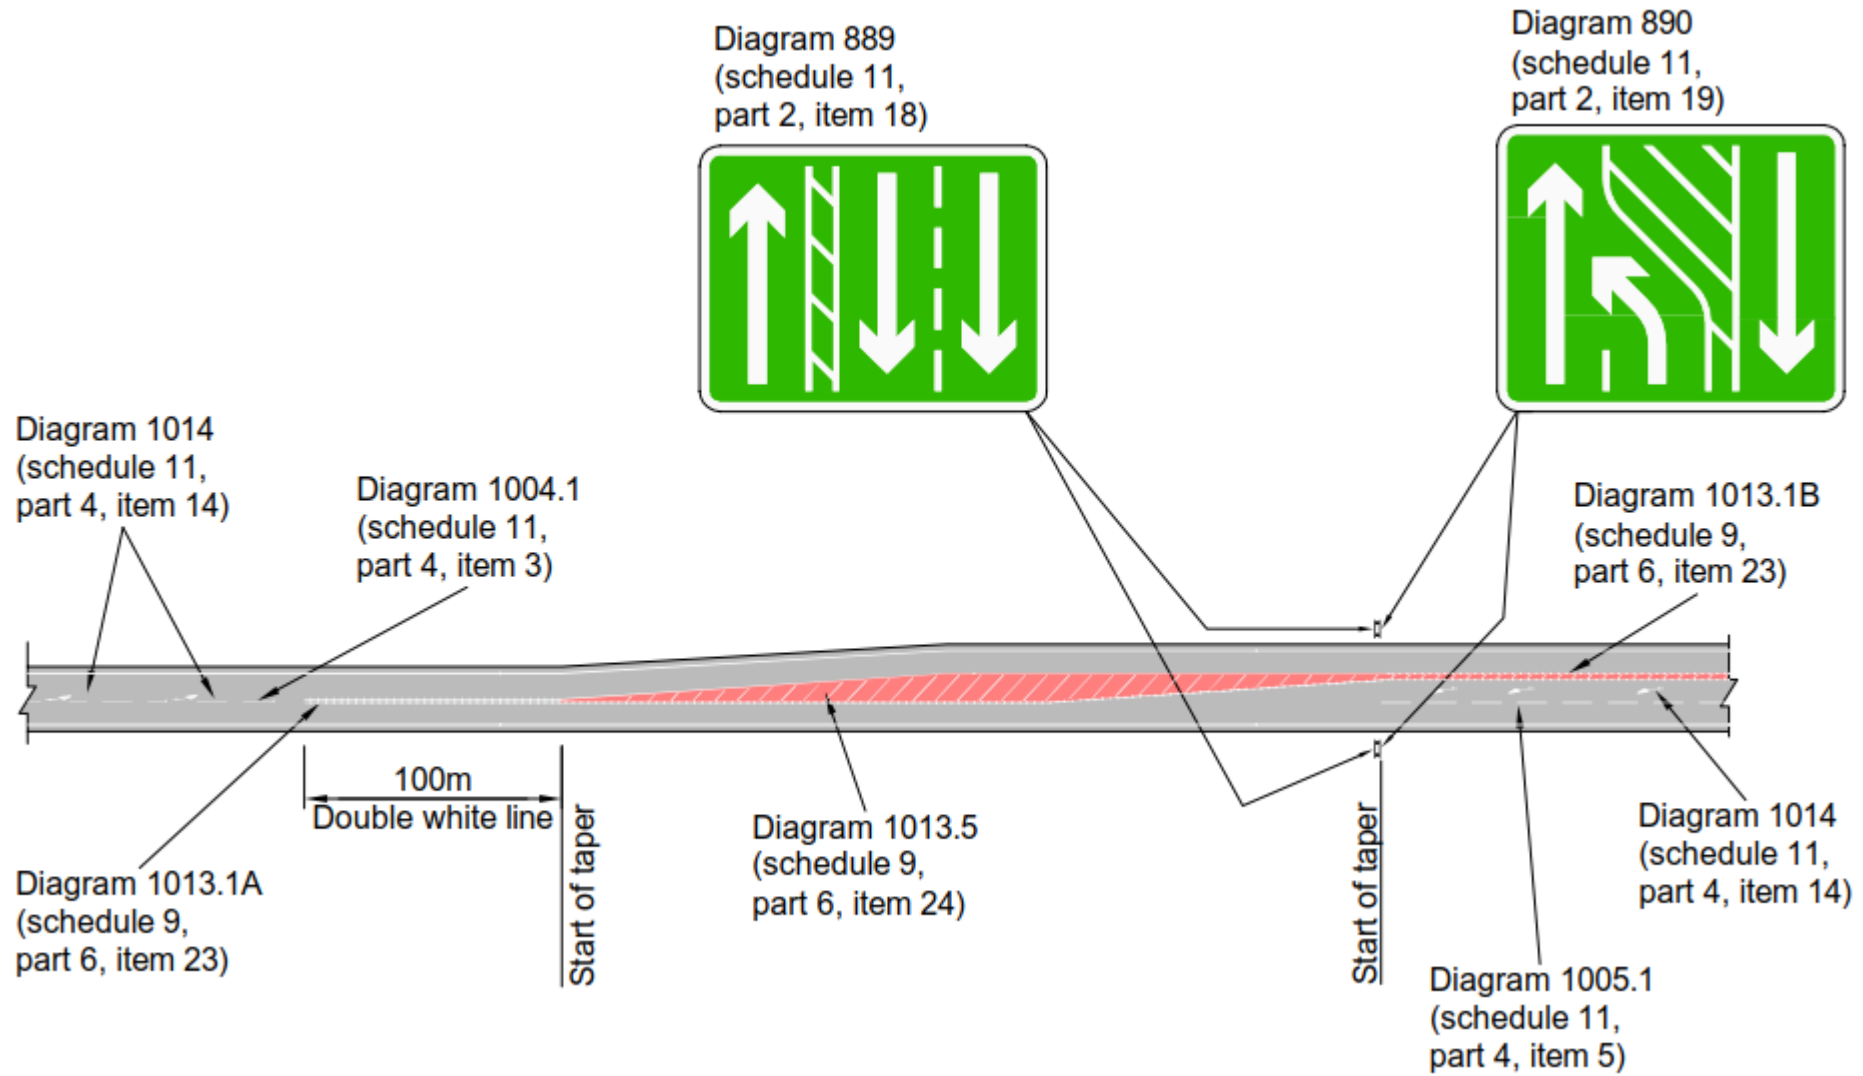 Diagram 889
(schedule 11,
part 2, item 18)
Diagram 890
(schedule 11,
part 2, item 19)
Diagram 1014
(schedule 11,
part 4, item 14)
Diagram 1004.1
(schedule 11,
part 4, item 3)
Diagram 1013.1B
(schedule 9,
part 6, item 23)
100m
Double white line
Diagram 1013.1A
(schedule 9,
part 6, item 23)
Start of taper
Diagram 1013.5
(schedule 9,
part 6, item 24)
Start of taper
Diagram 1014
(schedule 11,
part 4, item 14)
Diagram 1005.1
(schedule 11,
part 4, item 5)